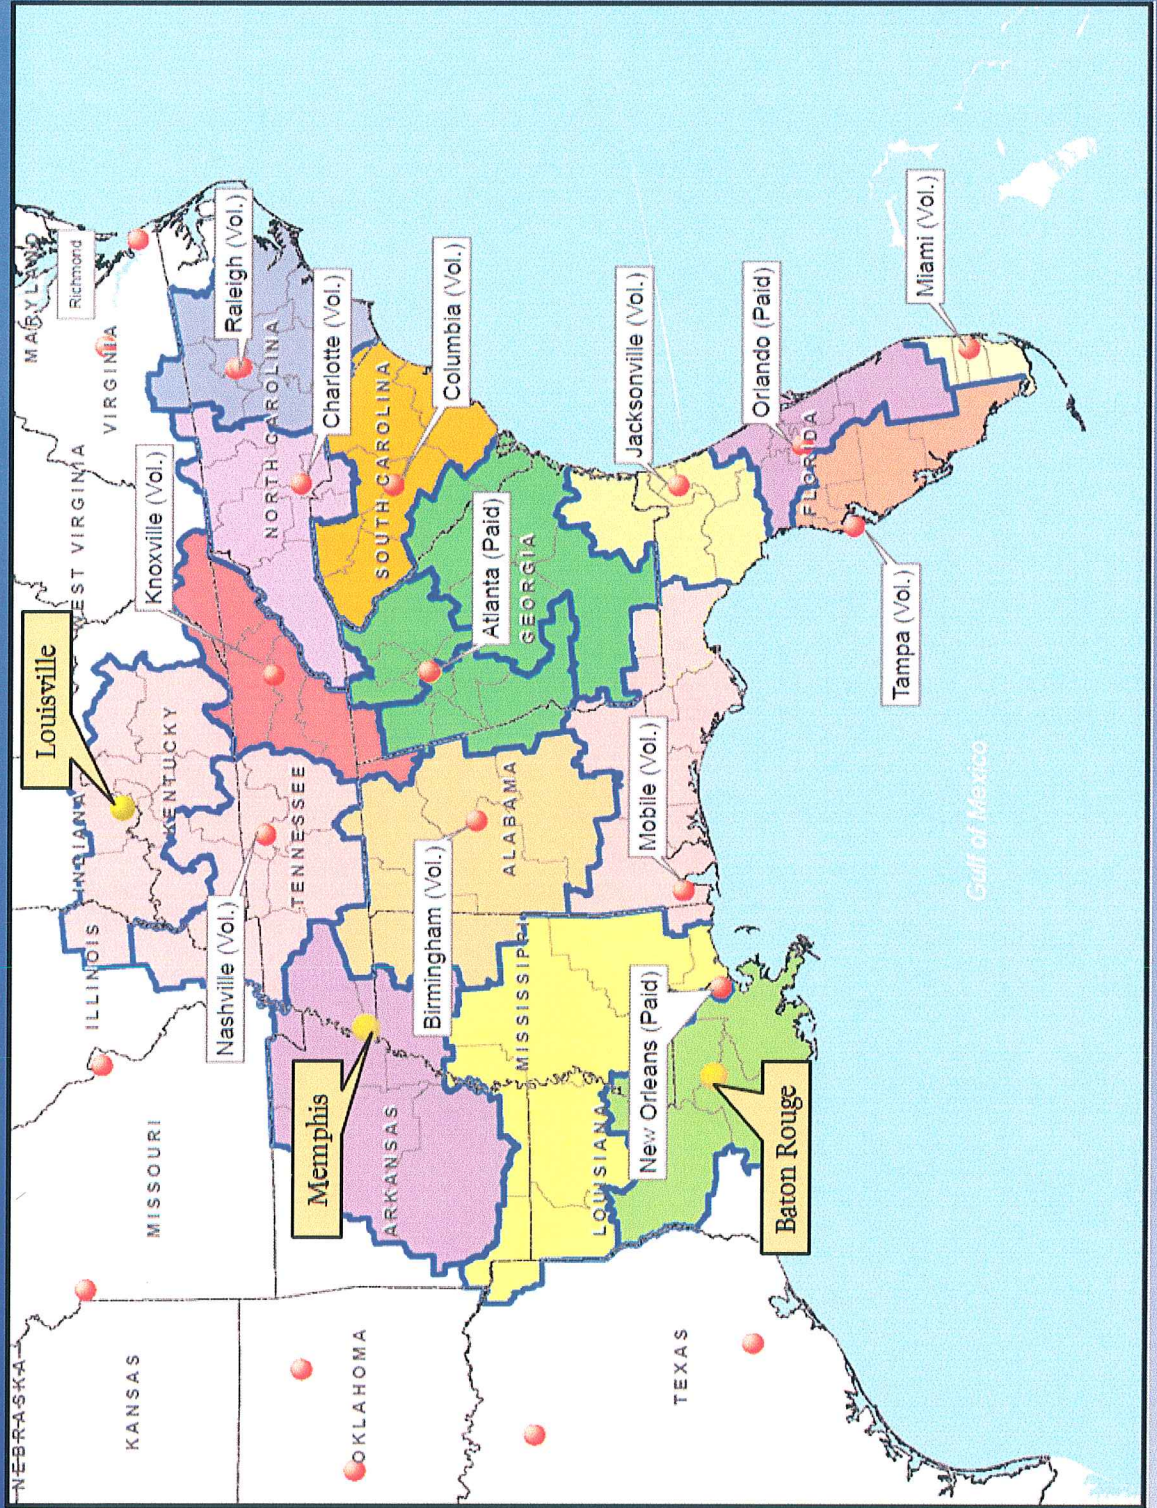 NEBRASKA
KANSAS
OKLAHOMA
TEXAS
MISSOURI
ARKANSAS
LOUISIANA
ILLINOIS
INDIANA
KENTUCKY
TENNESSEE
MISSISSIPPI
ALABAMA
GEORGIA
FLORIDA
SOUTH CAROLINA
NORTH CAROLINA
VIRGINIA
MARYLAND
Richmond
Louisville
Memphis
Baton Rouge
Nashville (Vol.)
Knoxville (Vol.)
Raleigh (Vol.)
Charlotte (Vol.)
Columbia (Vol.)
Atlanta (Paid)
Birmingham (Vol.)
New Orleans (Paid)
Mobile (Vol.)
Jacksonville (Vol.)
Orlando (Paid)
Tampa (Vol.)
Miami (Vol.)
EST VIRGINIA
Gulf of Mexico